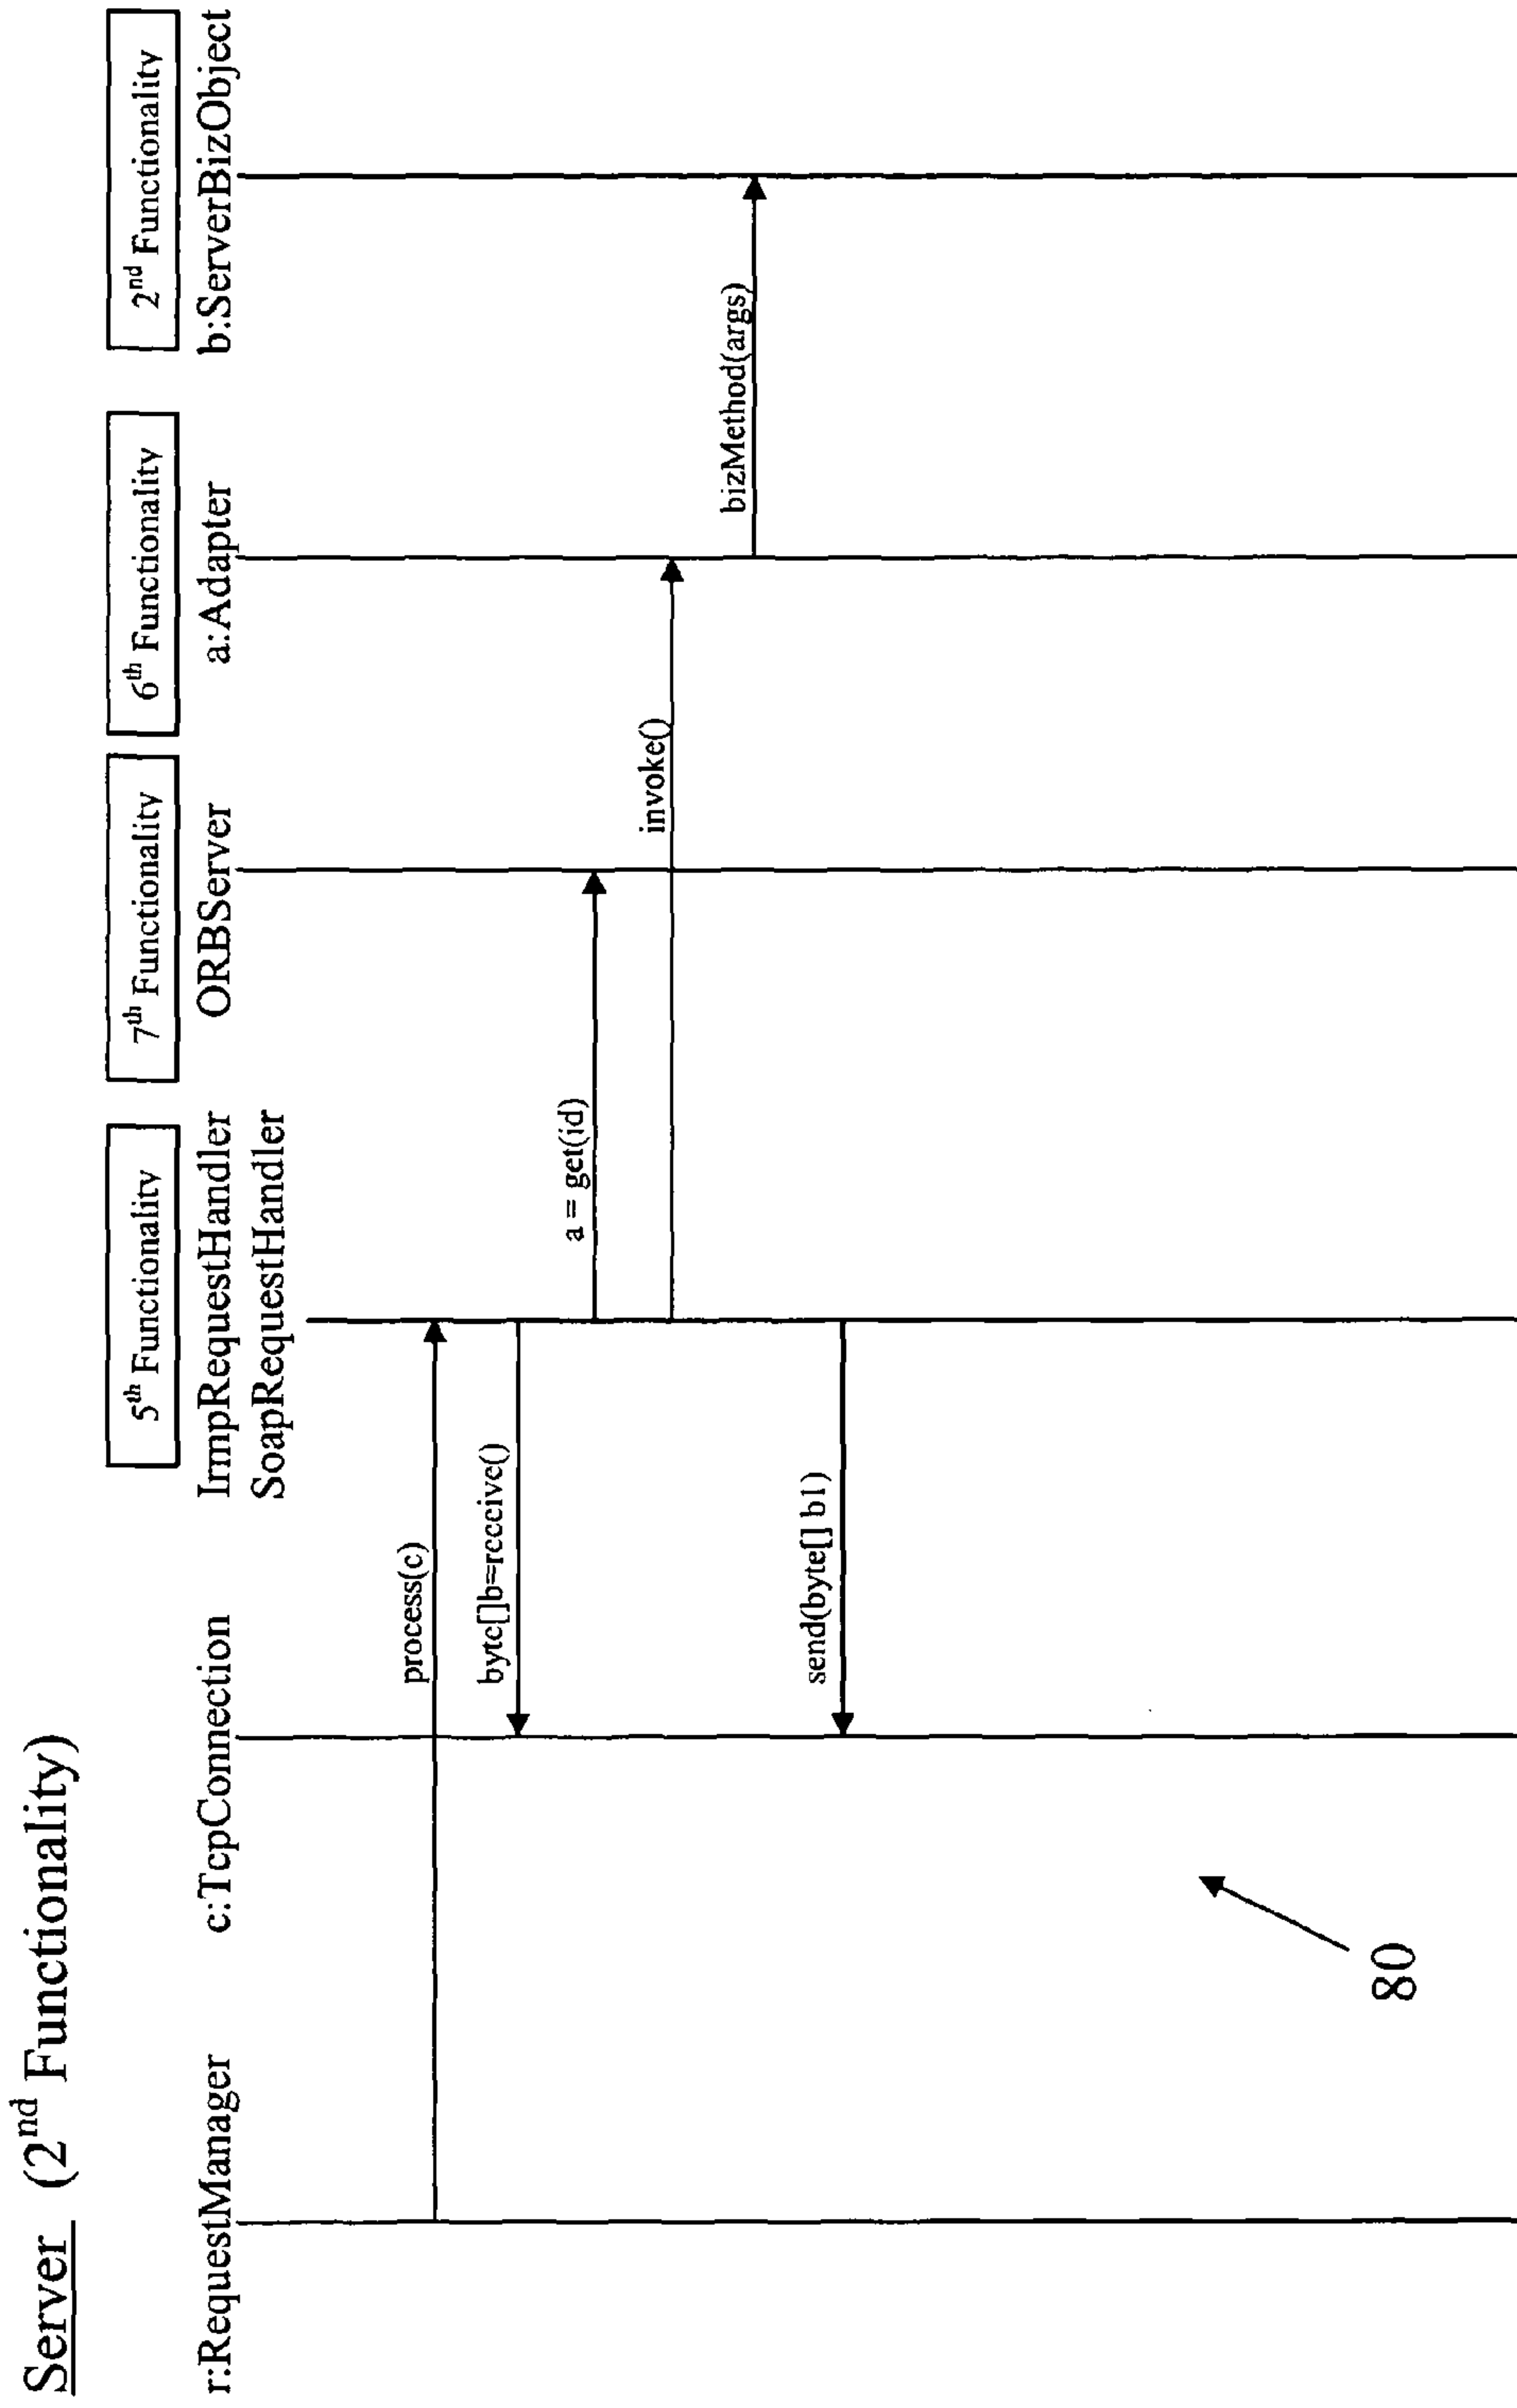 Server (2nd Functionality)
5th Functionality
7th Functionality
6th Functionality
2nd Functionality
r:RequestManager
c:TcpConnection
IrmpRequestHandler
SoapRequestHandler
ORBServer
a:Adapter
b:ServerBizObject
process(c)
byte[]b=receive()
a = get(id)
invoke()
bizMethod(args)
send(byte[] b1)
80